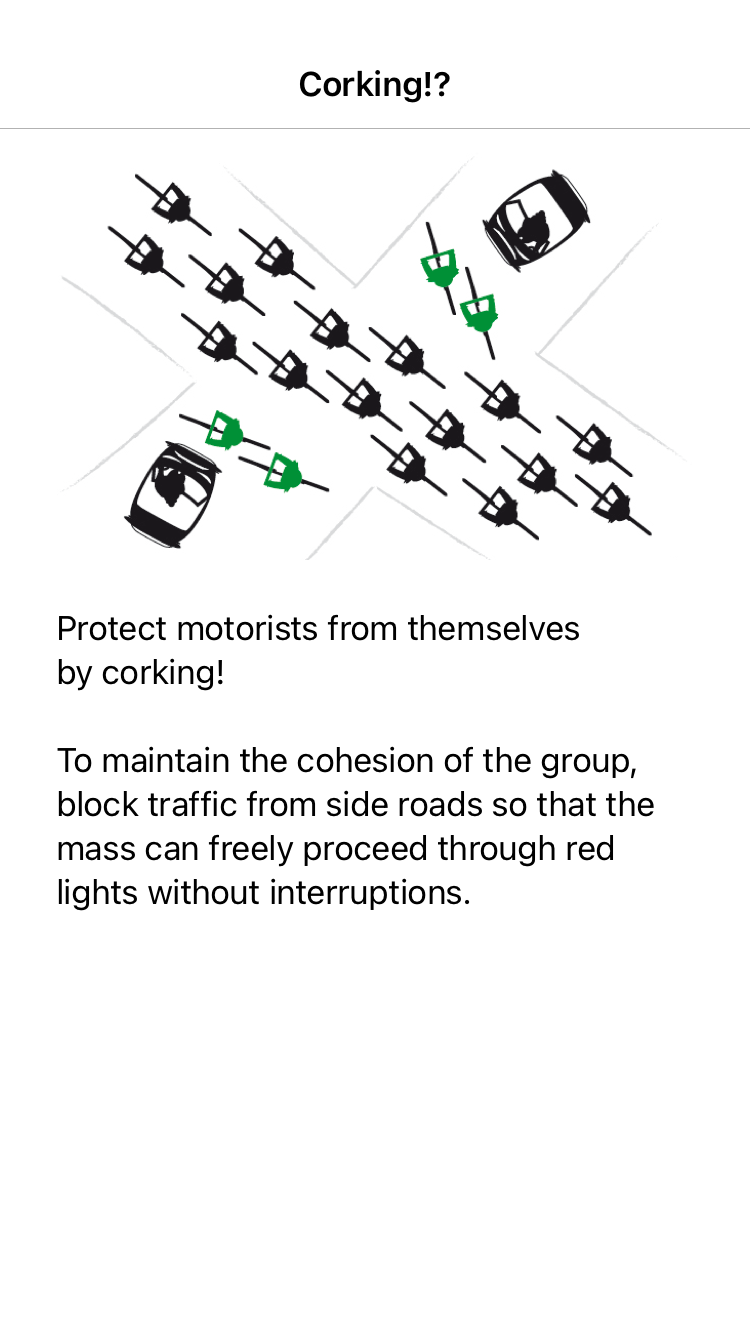 Corking!?
Protect motorists from themselves
by corking!
To maintain the cohesion of the group,
block traffic from side roads so that the
mass can freely proceed through red
lights without interruptions.